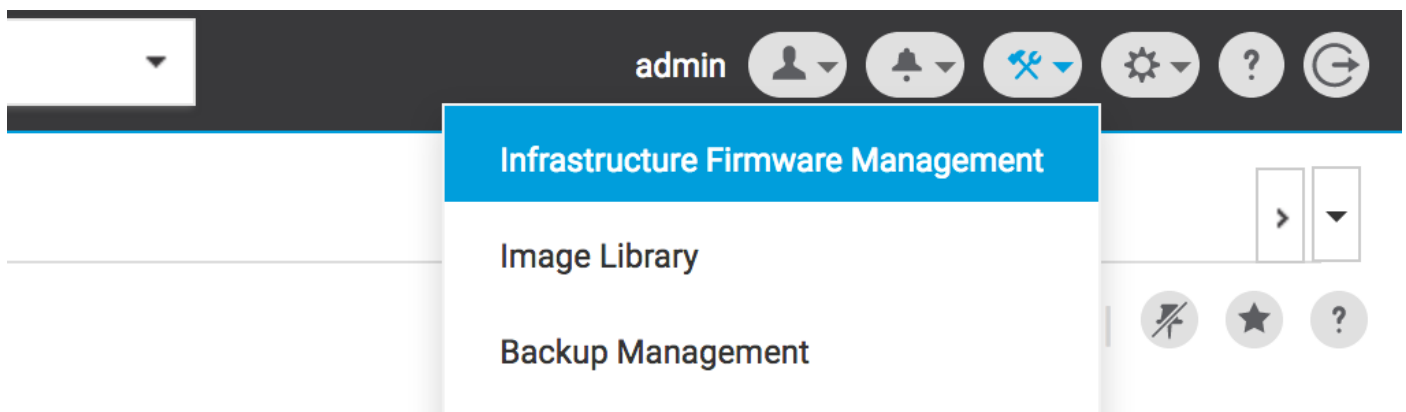 admin
?
Infrastructure Firmware Management
Image Library
?
Backup Management